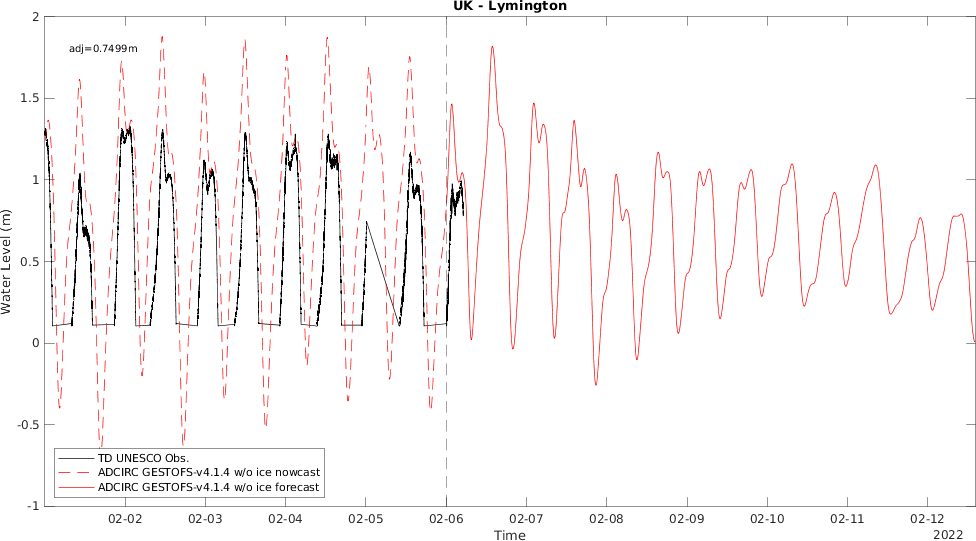 UK - Lymington
adj=0.7499m
2
1.5
1
0.5
0
-0.5
-1
Water Level (m)
TD UNESCO Obs.
ADCIRC GESTOFS-v4.1.4 w/o ice nowcast
ADCIRC GESTOFS-v4.1.4 w/o ice forecast
02-02 02-03 02-04 02-05 02-06 02-07 02-08 02-09 02-10 02-11 02-12
Time
2022